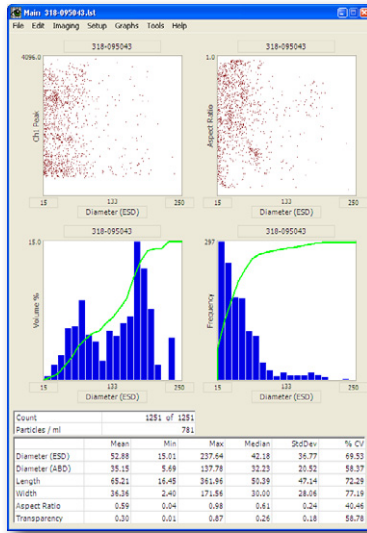 Main 318-095043.lst
File Edit Imaging Setup Graphs Tools Help
318-095043 318-095043
4096.0 1.0
Ch1 Peak Aspect Ratio
15 133 250 15 133 250
Diameter (ESD) Diameter (ESD)
318-095043 318-095043
15.0 297
Volume % Frequency
15 133 250 15 133 250
Diameter (ESD) Diameter (ESD)
Count 1251 of 1251
Particles / ml 781
Mean Min Max Median StdDev % CV
Diameter (ESD) 52.88 15.01 237.64 42.18 36.77 69.53
Diameter (ABD) 35.15 5.69 137.78 32.23 20.52 58.37
Length 65.21 16.45 361.96 50.39 47.14 72.29
Width 36.36 2.40 171.56 30.00 28.06 77.19
Aspect Ratio 0.59 0.04 0.98 0.61 0.24 40.46
Transparency 0.30 0.01 0.87 0.26 0.18 58.78